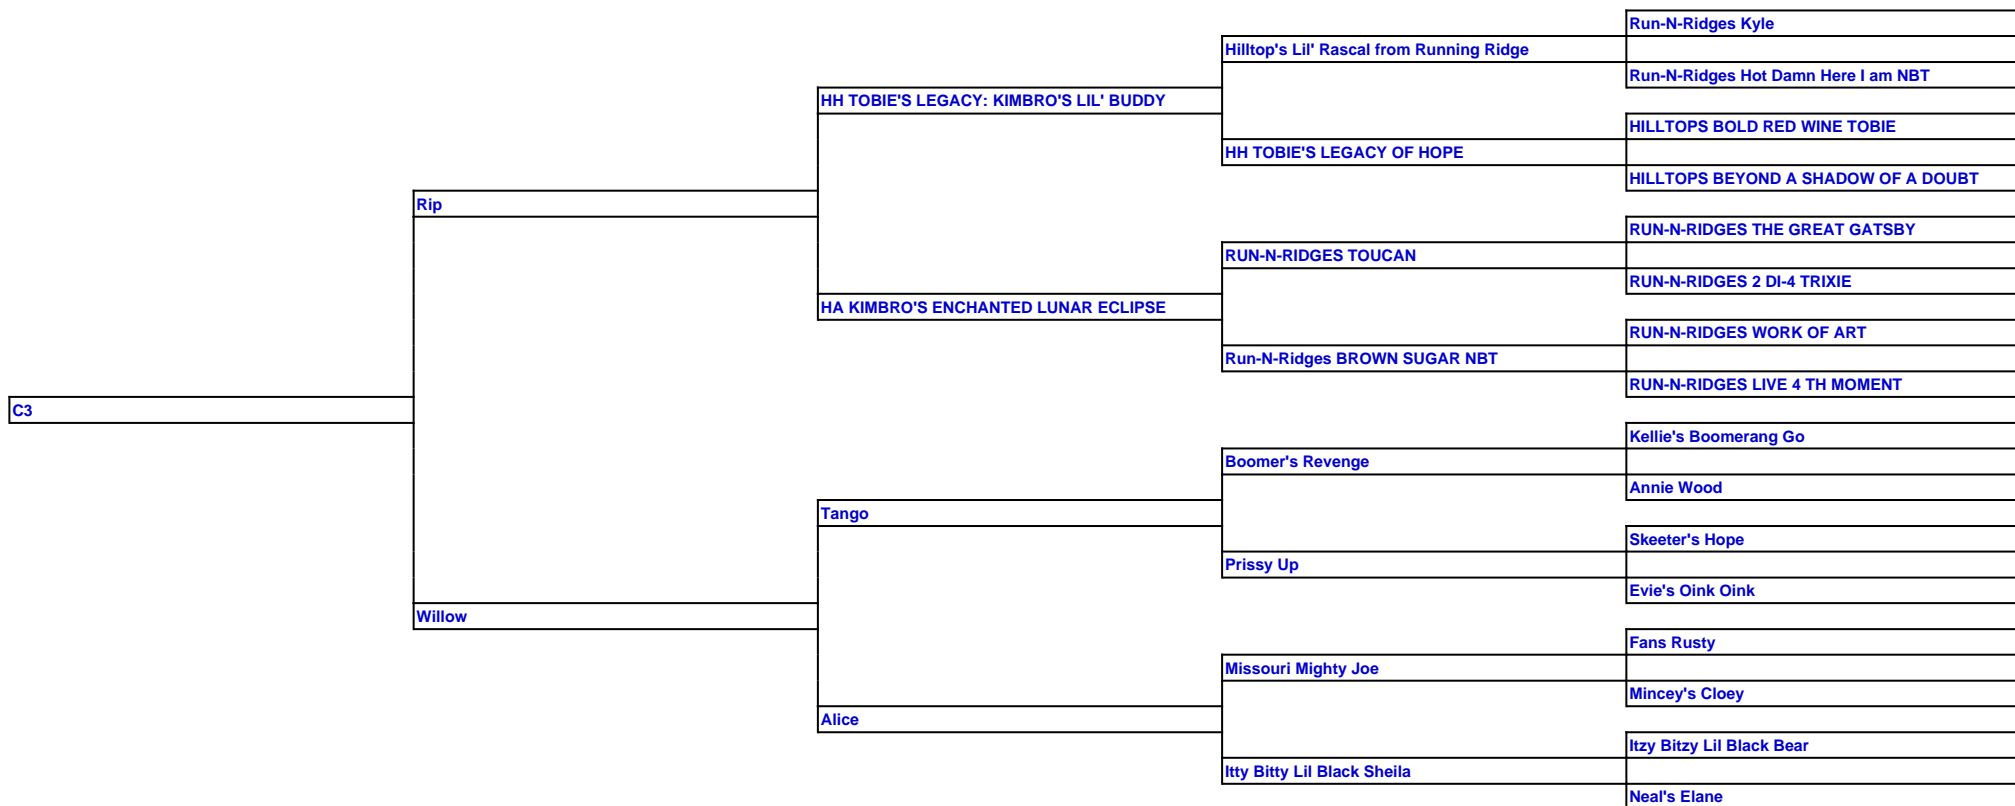 Run-N-Ridges Kyle
Hilltop's Lil' Rascal from Running Ridge
Run-N-Ridges Hot Damn Here I am NBT
HH TOBIE'S LEGACY: KIMBRO'S LIL' BUDDY
HILLTOPS BOLD RED WINE TOBIE
HH TOBIE'S LEGACY OF HOPE
HILLTOPS BEYOND A SHADOW OF A DOUBT
Rip
RUN-N-RIDGES THE GREAT GATSBY
RUN-N-RIDGES TOUCAN
RUN-N-RIDGES 2 DI-4 TRIXIE
HA KIMBRO'S ENCHANTED LUNAR ECLIPSE
RUN-N-RIDGES WORK OF ART
Run-N-Ridges BROWN SUGAR NBT
RUN-N-RIDGES LIVE 4 TH MOMENT
C3
Kellie's Boomerang Go
Boomer's Revenge
Annie Wood
Tango
Skeeter's Hope
Prissy Up
Evie's Oink Oink
Willow
Fans Rusty
Missouri Mighty Joe
Mincey's Cloey
Alice
Itzy Bitzy Lil Black Bear
Itty Bitty Lil Black Sheila
Neal's Elane